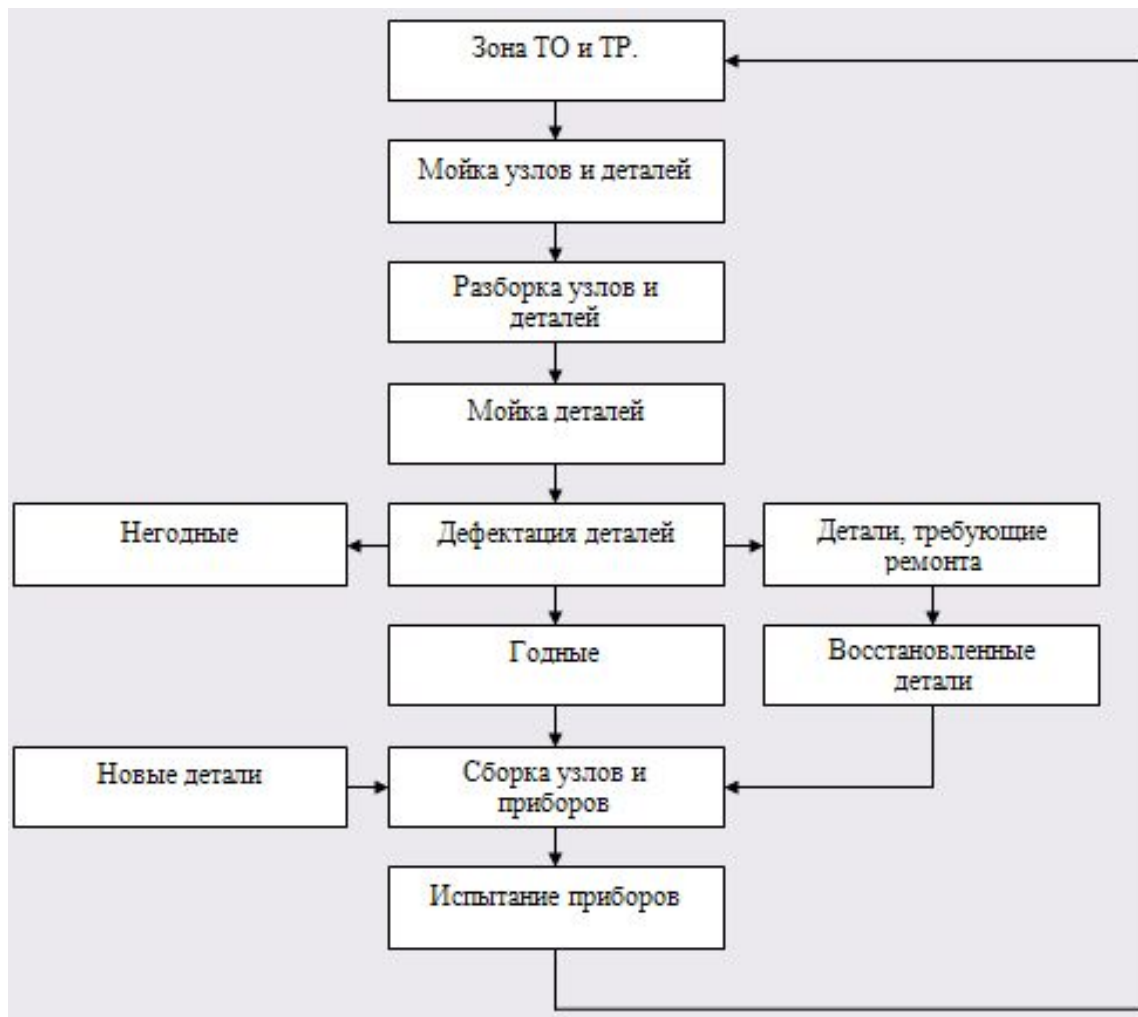 Зона ТО и ТР.
Мойка узлов и деталей
Разборка узлов и
деталей
Мойка деталей
Негодные
Дефектация деталей
Детали, требующие
ремонта
Годные
Восстановленные
детали
Новые детали
Сборка узлов и
приборов
Испытание приборов